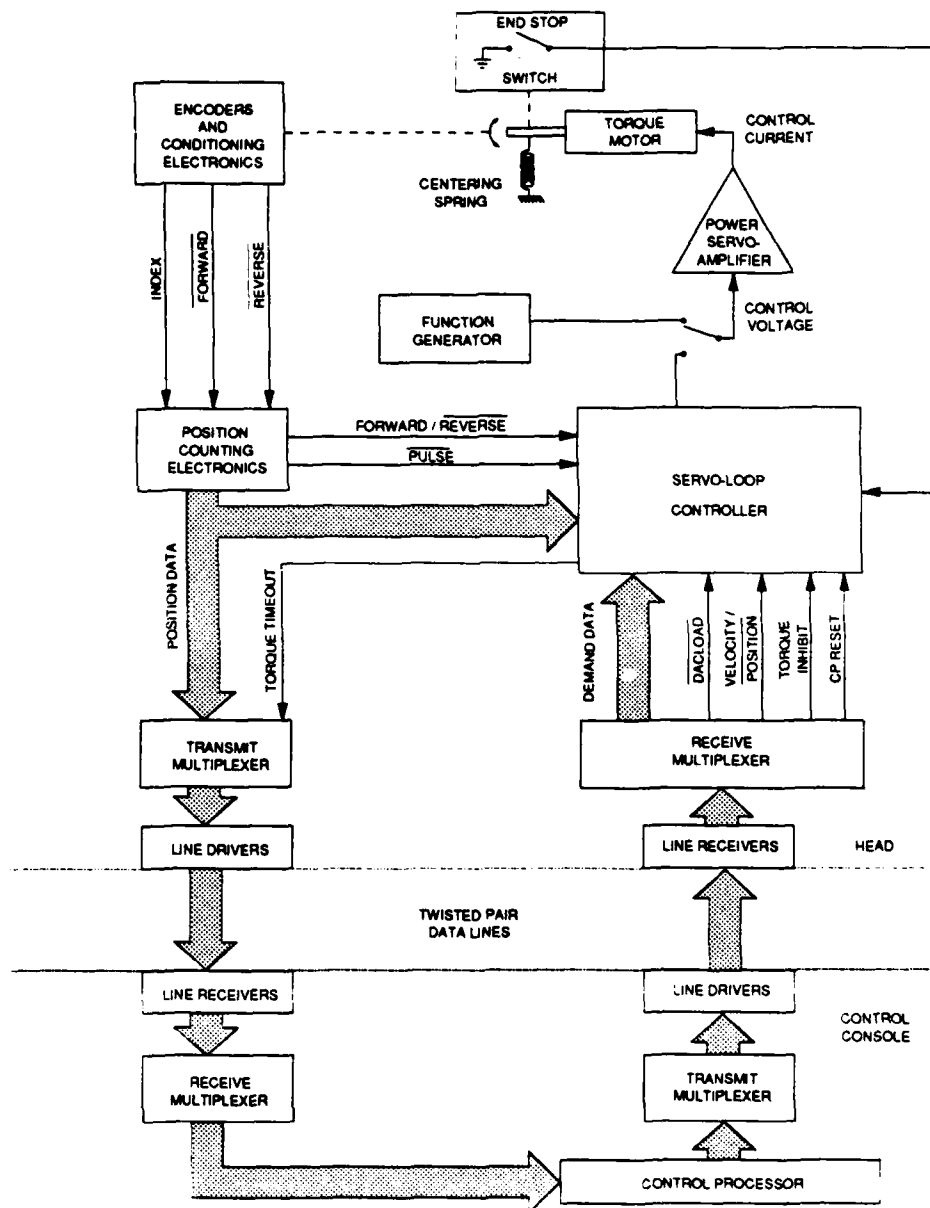 END STOP
SWITCH
ENCODERS
AND
CONDITIONING
ELECTRONICS
TORQUE
MOTOR
CONTROL
CURRENT
CENTERING
SPRING
POWER
SERVO-
AMPLIFIER
INDEX
FORWARD
REVERSE
FUNCTION
GENERATOR
CONTROL
VOLTAGE
POSITION
COUNTING
ELECTRONICS
FORWARD / REVERSE
PULSE
SERVO-LOOP
CONTROLLER
POSITION DATA
TORQUE TIMEOUT
DEMAND DATA
DACLOAD
VELOCITY /
POSITION
TORQUE
INHIBIT
CP RESET
TRANSMIT
MULTIPLEXER
RECEIVE
MULTIPLEXER
LINE DRIVERS
LINE RECEIVERS
HEAD
TWISTED PAIR
DATA LINES
LINE RECEIVERS
LINE DRIVERS
CONTROL
CONSOLE
RECEIVE
MULTIPLEXER
TRANSMIT
MULTIPLEXER
CONTROL PROCESSOR